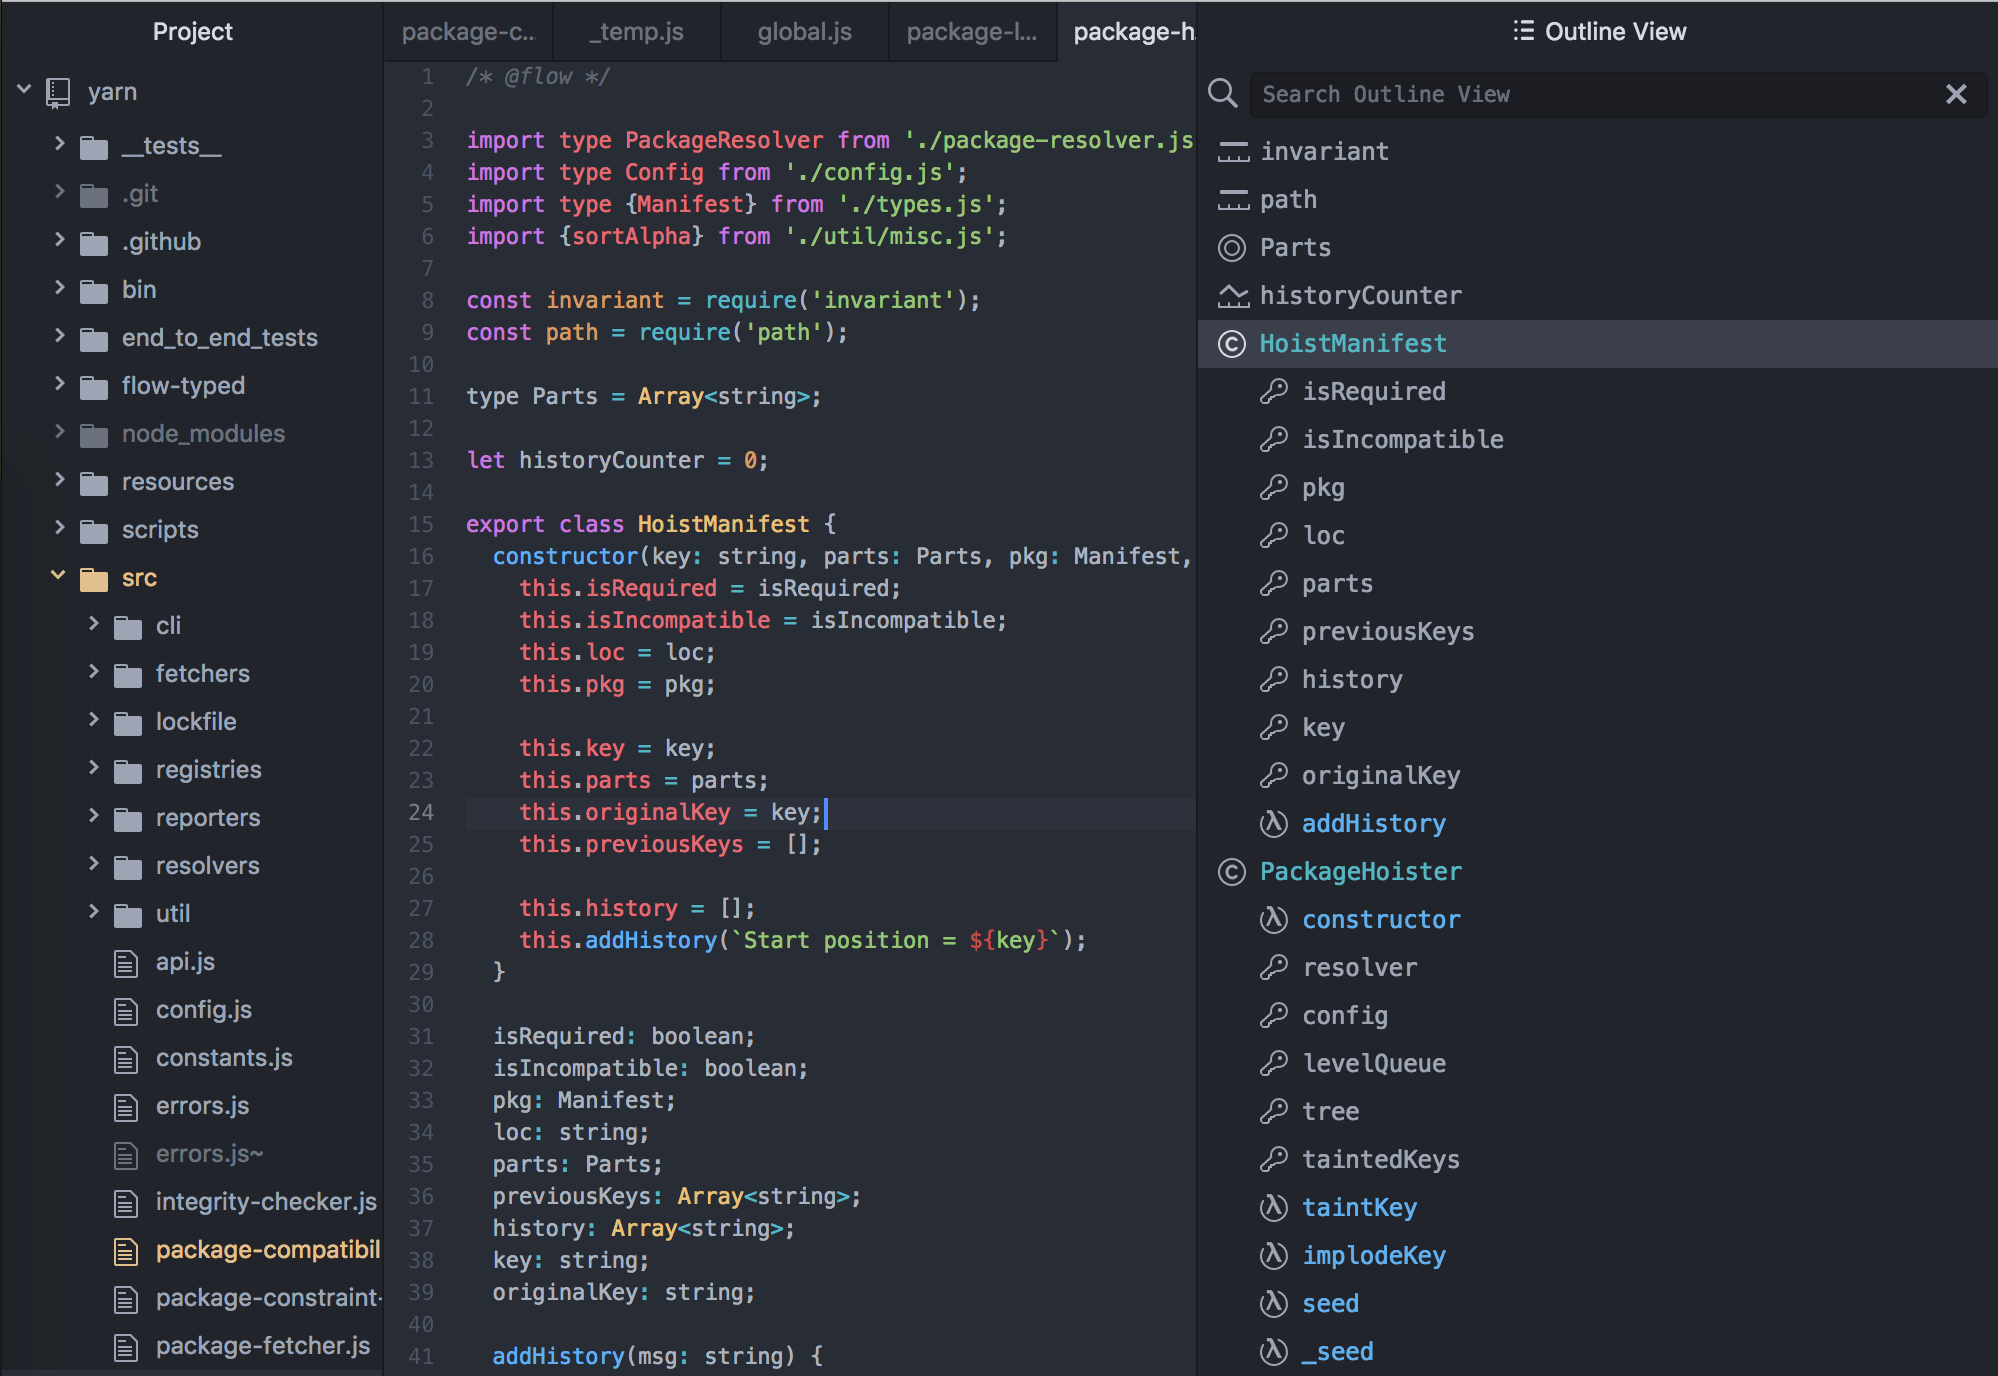 Project
yarn
__tests__
.git
.github
bin
end_to_end_tests
flow-typed
node_modules
resources
scripts
src
cli
fetchers
lockfile
registries
reporters
resolvers
util
api.js
config.js
constants.js
errors.js
errors.js~
integrity-checker.js
package-compatibil
package-constraint-
package-fetcher.js
package-c... _temp.js global.js package-l... package-h.
1 /* @flow */
2
3 import type PackageResolver from './package-resolver.js
4 import type Config from './config.js';
5 import type {Manifest} from './types.js';
6 import {sortAlpha} from './util/misc.js';
7
8 const invariant = require('invariant');
9 const path = require('path');
10
11 type Parts = Array<string>;
12
13 let historyCounter = 0;
14
15 export class HoistManifest {
16 constructor(key: string, parts: Parts, pkg: Manifest,
17 this.isRequired = isRequired;
18 this.isIncompatible = isIncompatible;
19 this.loc = loc;
20 this.pkg = pkg;
21
22 this.key = key;
23 this.parts = parts;
24 this.originalKey = key;
25 this.previousKeys = [];
26
27 this.history = [];
28 this.addHistory(`Start position = ${key}`);
29 }
30
31 isRequired: boolean;
32 isIncompatible: boolean;
33 pkg: Manifest;
34 loc: string;
35 parts: Parts;
36 previousKeys: Array<string>;
37 history: Array<string>;
38 key: string;
39 originalKey: string;
40
41 addHistory(msg: string) {
Outline View
Search Outline View
invariant
path
Parts
historyCounter
HoistManifest
isRequired
isIncompatible
pkg
loc
parts
previousKeys
history
key
originalKey
addHistory
PackageHoister
constructor
resolver
config
levelQueue
tree
taintedKeys
taintKey
implodeKey
seed
_seed